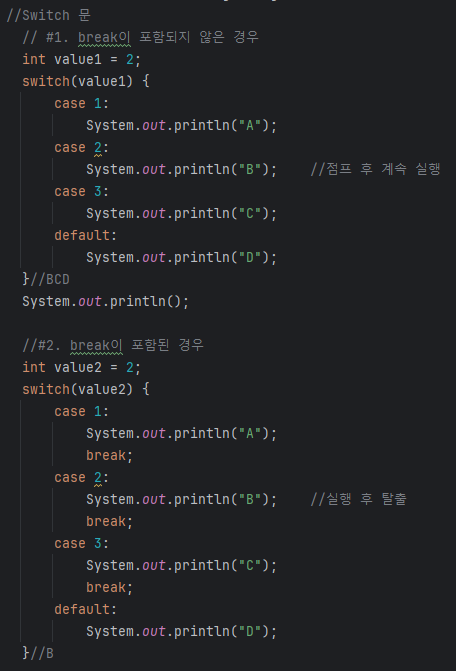 //Switch 문
// #1. break이 포함되지 않은 경우
int value1 = 2;
switch(value1) {
case 1:
System.out.println("A");
case 2:
System.out.println("B");    //점프 후 계속 실행
case 3:
System.out.println("C");
default:
System.out.println("D");
}//BCD
System.out.println();
//#2. break이 포함된 경우
int value2 = 2;
switch(value2) {
case 1:
System.out.println("A");
break;
case 2:
System.out.println("B");    //실행 후 탈출
break;
case 3:
System.out.println("C");
break;
default:
System.out.println("D");
}//B